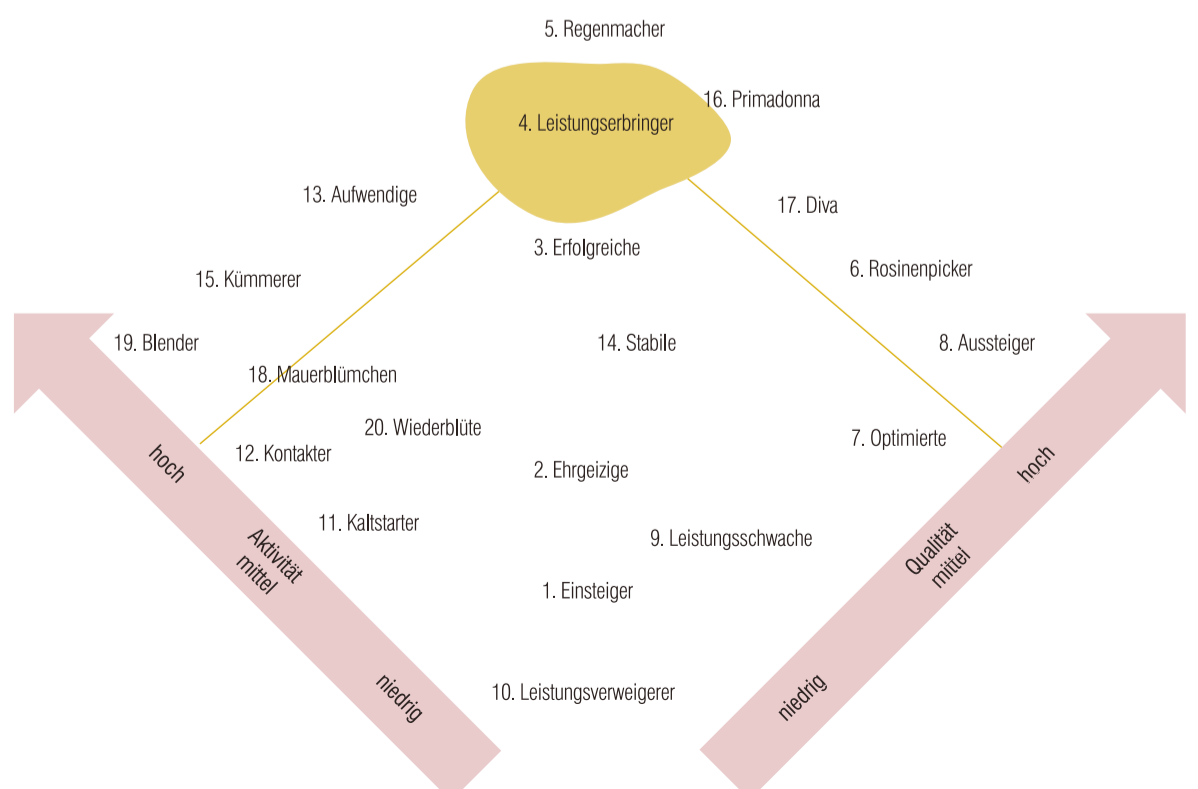 5. Regenmacher
16. Primadonna
4. Leistungserbringer
13. Aufwendige
17. Diva
3. Erfolgreiche
6. Rosinenpicker
15. Kümmerer
19. Blender
14. Stabile
8. Aussteiger
18. Mauerblümchen
20. Wiederblüte
7. Optimierte
12. Kontakter
hoch
hoch
2. Ehrgeizige
11. Kaltstarter
9. Leistungsschwache
Aktivität
mittel
Qualität
mittel
1. Einsteiger
10. Leistungsverweigerer
niedrig
niedrig